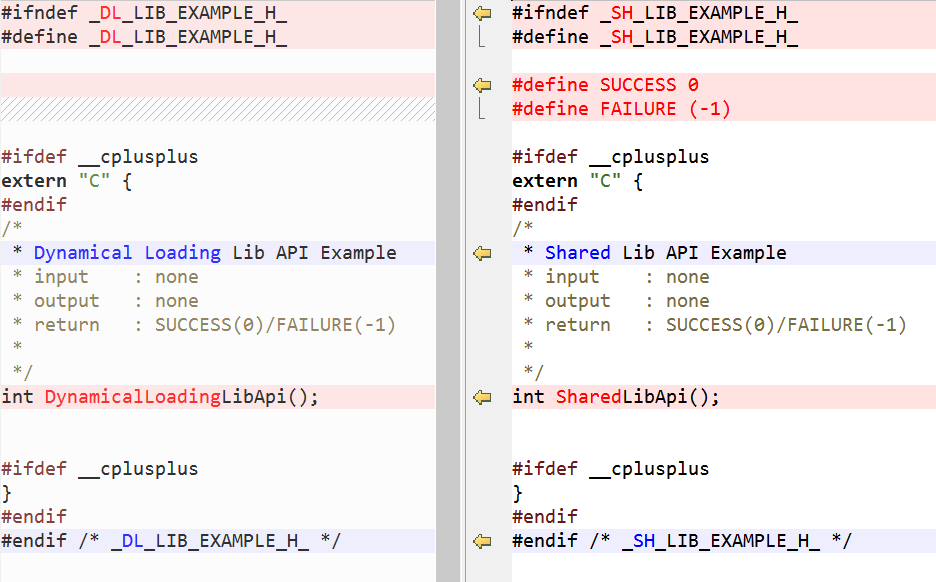 #ifndef _DL_LIB_EXAMPLE_H_
#define _DL_LIB_EXAMPLE_H_
#ifdef __cplusplus
extern "C" {
#endif
/*
 * Dynamical Loading Lib API Example
 * input    : none
 * output   : none
 * return   : SUCCESS(0)/FAILURE(-1)
 *
 */
int DynamicalLoadingLibApi();
#ifdef __cplusplus
}
#endif
#endif /* _DL_LIB_EXAMPLE_H_ */
#ifndef _SH_LIB_EXAMPLE_H_
#define _SH_LIB_EXAMPLE_H_
#define SUCCESS 0
#define FAILURE (-1)
#ifdef __cplusplus
extern "C" {
#endif
/*
 * Shared Lib API Example
 * input    : none
 * output   : none
 * return   : SUCCESS(0)/FAILURE(-1)
 *
 */
int SharedLibApi();
#ifdef __cplusplus
}
#endif
#endif /* _SH_LIB_EXAMPLE_H_ */